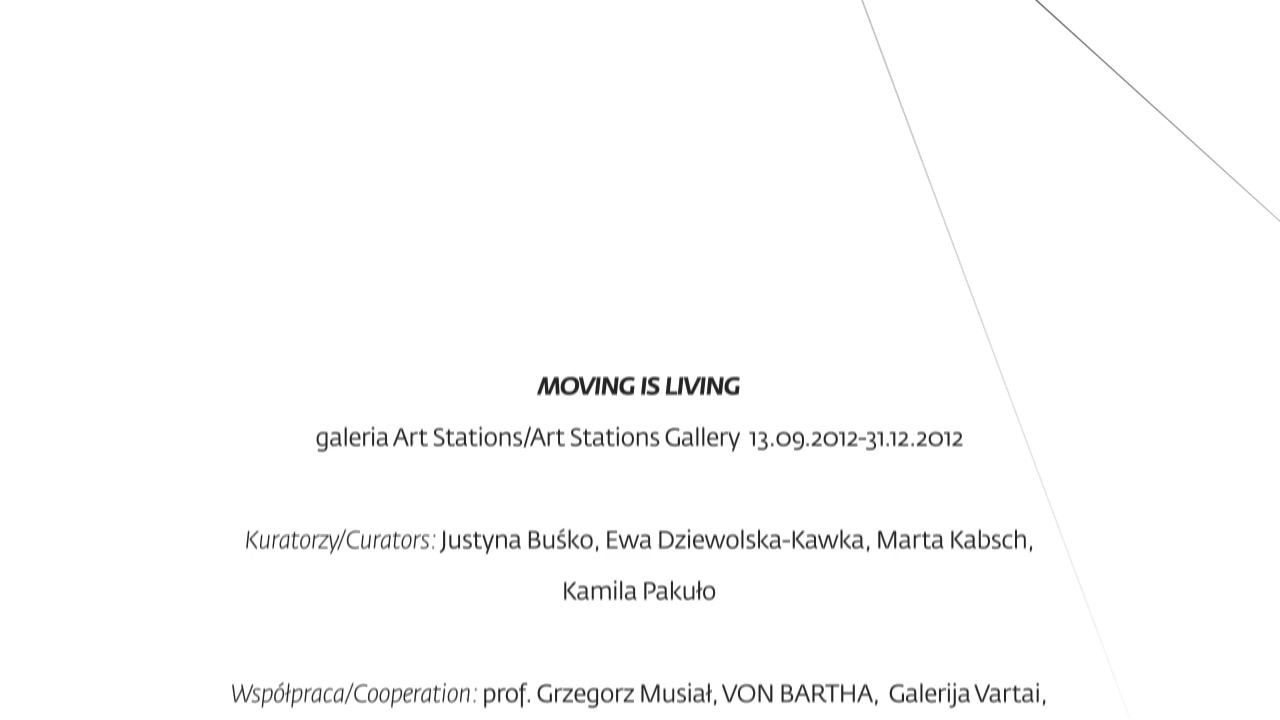 MOVING IS LIVING
galeria Art Stations/Art Stations Gallery 13.09.2012-31.12.2012
Kuratorzy/Curators: Justyna Buśko, Ewa Dziewolska-Kawka, Marta Kabsch,
Kamila Pakuło
Współpraca/Cooperation: prof. Grzegorz Musiał, VON BARTHA, Galerija Vartai,